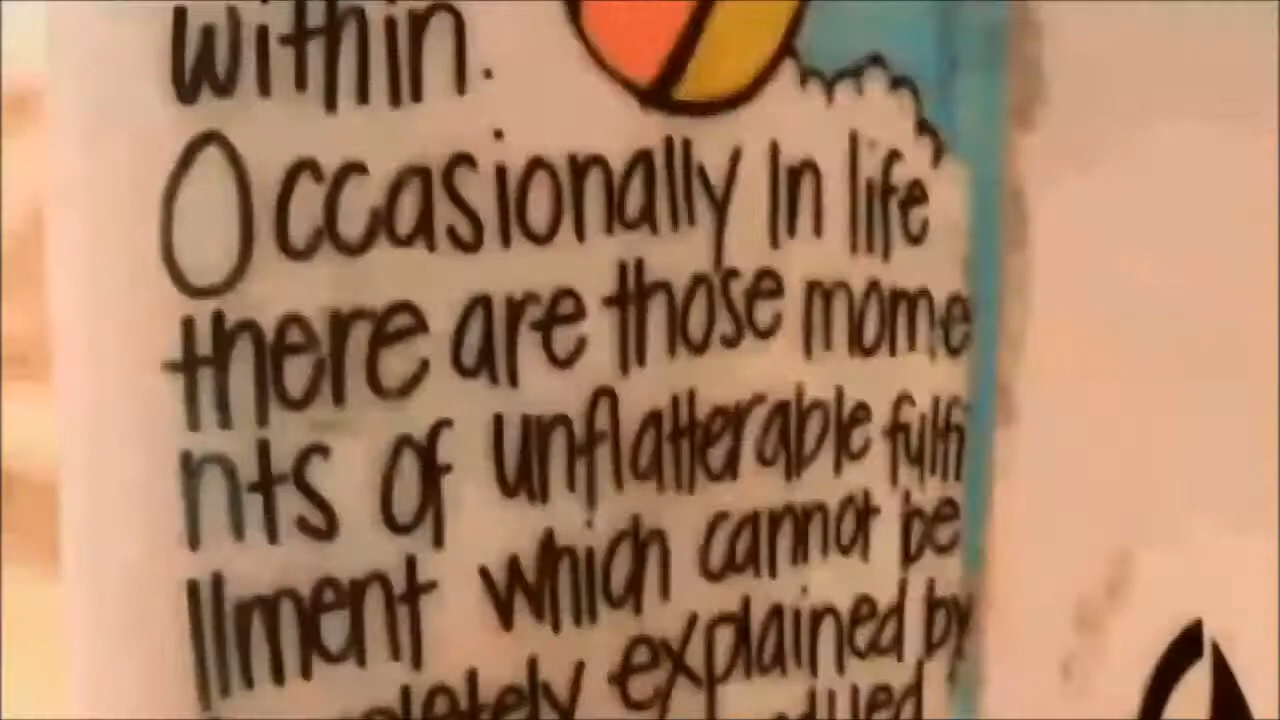 within.
Occasionally In life
there are those mome
nts of unflatterable fulfi
llment which cannot be
explained by